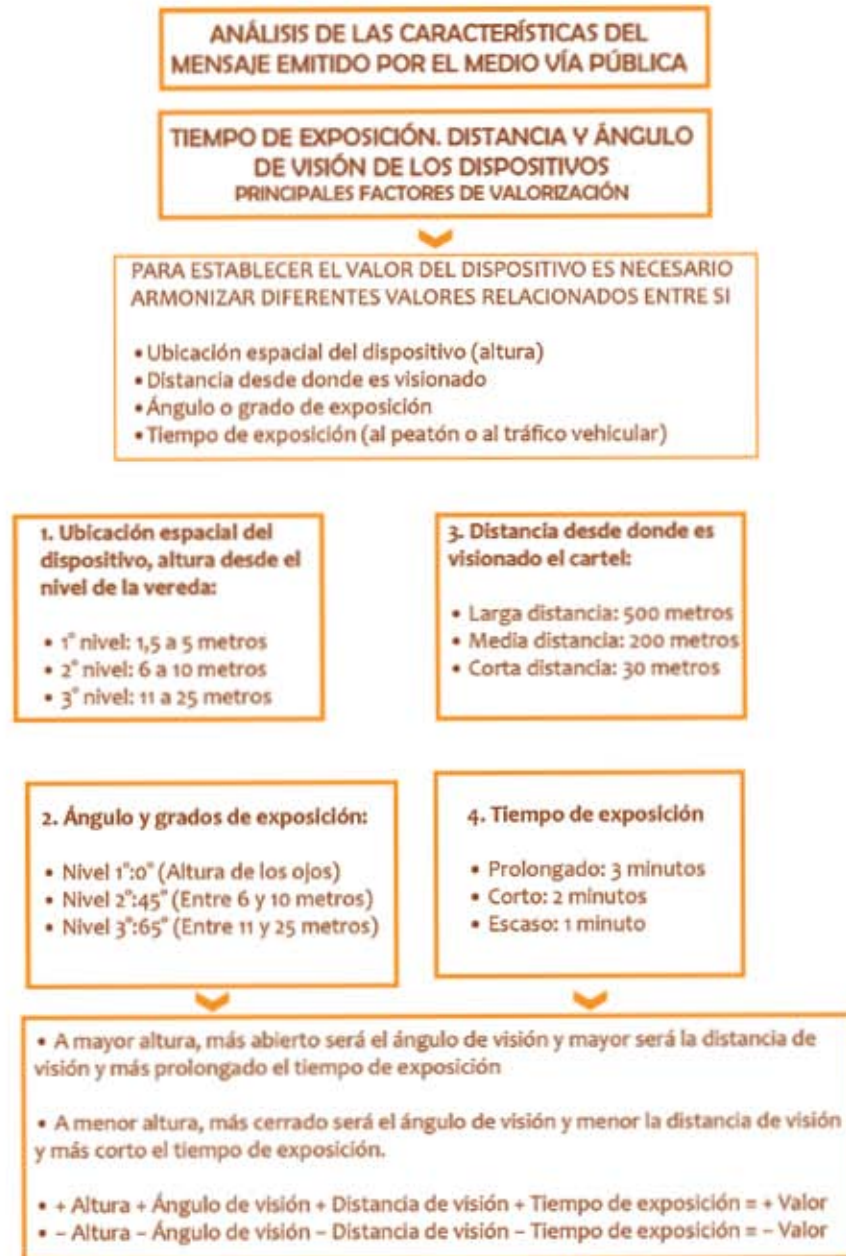 ANÁLISIS DE LAS CARACTERÍSTICAS DEL
MENSAJE EMITIDO POR EL MEDIO VÍA PÚBLICA
TIEMPO DE EXPOSICIÓN. DISTANCIA Y ÁNGULO
DE VISIÓN DE LOS DISPOSITIVOS
PRINCIPALES FACTORES DE VALORIZACIÓN
PARA ESTABLECER EL VALOR DEL DISPOSITIVO ES NECESARIO
ARMONIZAR DIFERENTES VALORES RELACIONADOS ENTRE SI
• Ubicación espacial del dispositivo (altura)
• Distancia desde donde es visionado
• Ángulo o grado de exposición
• Tiempo de exposición (al peatón o al tráfico vehicular)
1. Ubicación espacial del
dispositivo, altura desde el
nivel de la vereda:
• 1° nivel: 1,5 a 5 metros
• 2° nivel: 6 a 10 metros
• 3° nivel: 11 a 25 metros
3. Distancia desde donde es
visionado el cartel:
• Larga distancia: 500 metros
• Media distancia: 200 metros
• Corta distancia: 30 metros
2. Ángulo y grados de exposición:
• Nivel 1°:0° (Altura de los ojos)
• Nivel 2°:45° (Entre 6 y 10 metros)
• Nivel 3°:65° (Entre 11 y 25 metros)
4. Tiempo de exposición
• Prolongado: 3 minutos
• Corto: 2 minutos
• Escaso: 1 minuto
• A mayor altura, más abierto será el ángulo de visión y mayor será la distancia de
visión y más prolongado el tiempo de exposición
• A menor altura, más cerrado será el ángulo de visión y menor la distancia de visión
y más corto el tiempo de exposición.
• + Altura + Ángulo de visión + Distancia de visión + Tiempo de exposición = + Valor
• – Altura – Ángulo de visión – Distancia de visión – Tiempo de exposición = – Valor